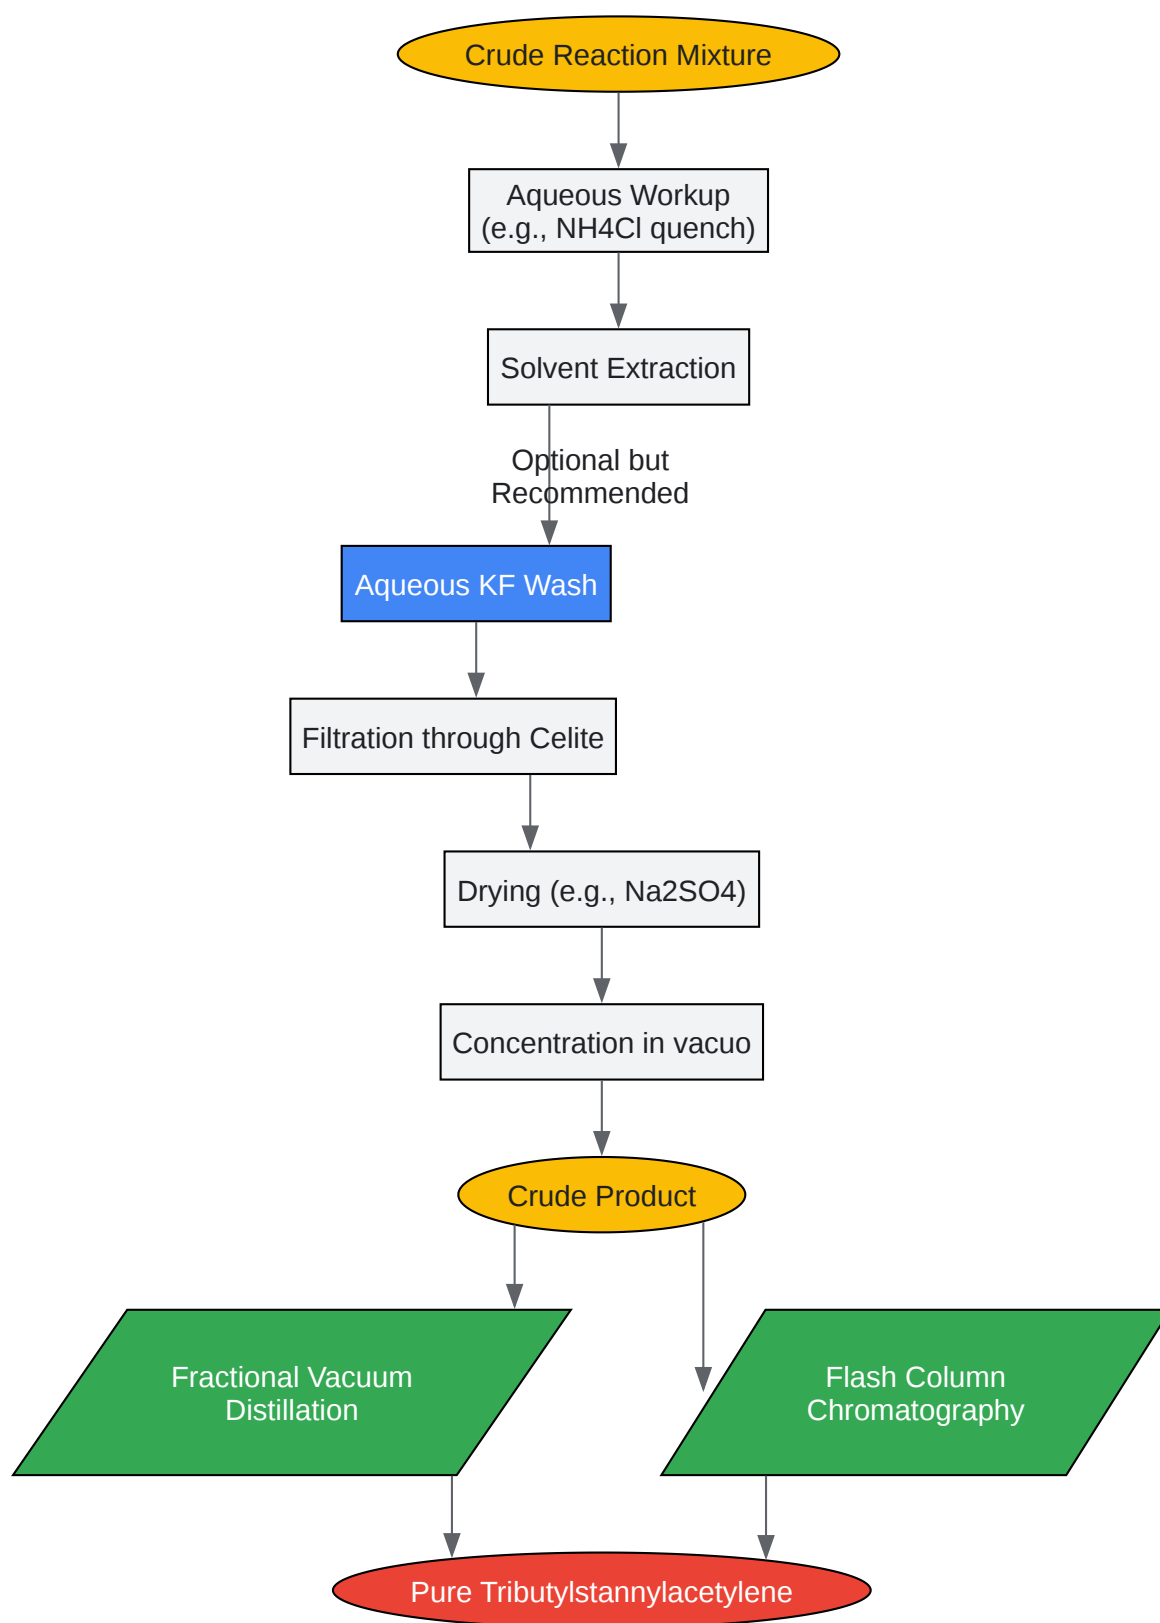 Crude Reaction Mixture
Aqueous Workup
(e.g., NH4Cl quench)
Solvent Extraction
Optional but
Recommended
Aqueous KF Wash
Filtration through Celite
Drying (e.g., Na2SO4)
Concentration in vacuo
Crude Product
Fractional Vacuum
Distillation
Flash Column
Chromatography
Pure Tributylstannylacetylene